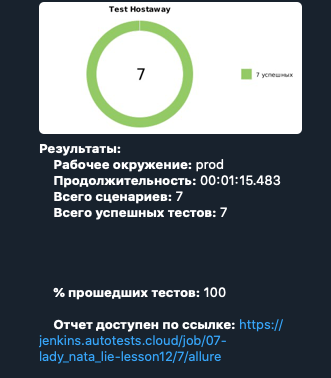 Test Hostaway
7
7 успешных
Результаты:
Рабочее окружение: prod
Продолжительность: 00:01:15.483
Всего сценариев: 7
Всего успешных тестов: 7
% прошедших тестов: 100
Отчет доступен по ссылке: https://
jenkins.autotests.cloud/job/07-
lady_nata_lie-lesson12/7/allure